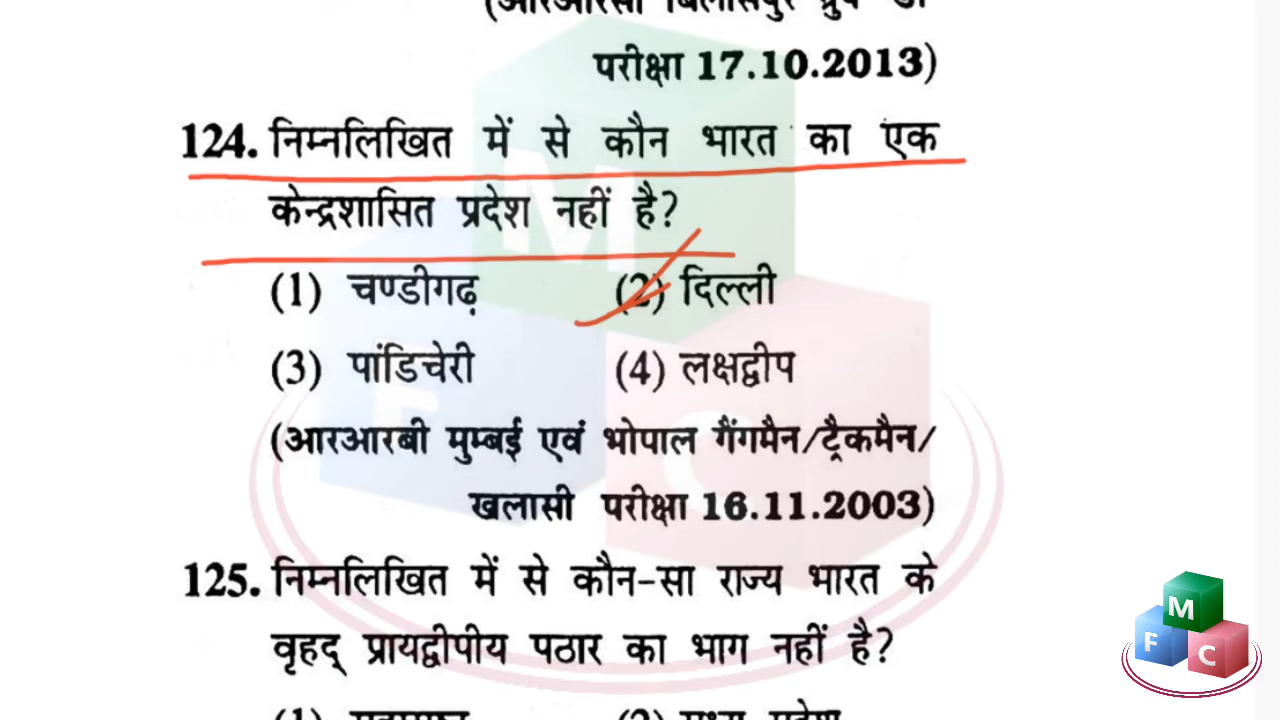 परीक्षा 17.10.2013)
124. निम्नलिखित में से कौन भारत का एक
केन्द्रशासित प्रदेश नहीं है?
(1) चण्डीगढ़ (2) दिल्ली
(3) पांडिचेरी (4) लक्षद्वीप
(आरआरबी मुम्बई एवं भोपाल गैंगमैन/ट्रैकमैन/
खलासी परीक्षा 16.11.2003)
125. निम्नलिखित में से कौन-सा राज्य भारत के
वृहद् प्रायद्वीपीय पठार का भाग नहीं है?
M
F
C